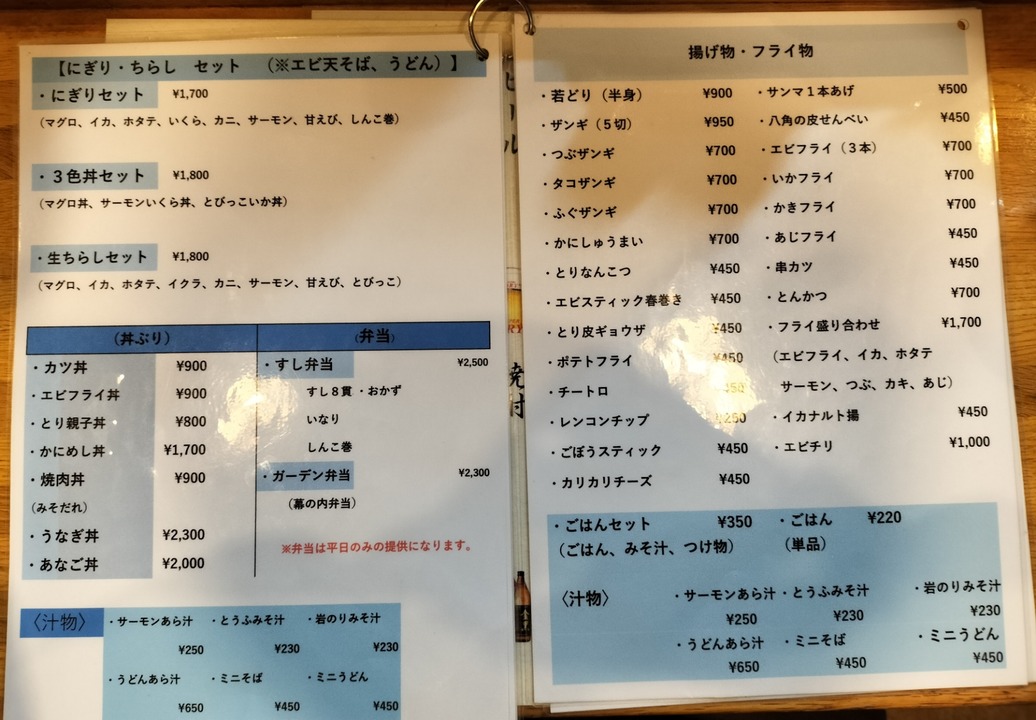 【にぎり・ちらし　セット　（※エビ天そば、うどん）】
・にぎりセット　¥1,700
（マグロ、イカ、ホタテ、いくら、カニ、サーモン、甘えび、しんこ巻）
・３色丼セット　¥1,800
（マグロ丼、サーモンいくら丼、とびっこいか丼）
・生ちらしセット　¥1,800
（マグロ、イカ、ホタテ、イクラ、カニ、サーモン、甘えび、とびっこ）
（丼ぶり）
・カツ丼　¥900
・エビフライ丼　¥900
・とり親子丼　¥800
・かにめし丼　¥1,700
・焼肉丼　¥900
（みそだれ）
・うなぎ丼　¥2,300
・あなご丼　¥2,000
（弁当）
・すし弁当　¥2,500
すし８貫 ・おかず
いなり
しんこ巻
・ガーデン弁当　¥2,300
（幕の内弁当）
※弁当は平日のみの提供になります。
〈汁物〉
・サーモンあら汁　・とうふみそ汁　・岩のりみそ汁
¥250　¥230　¥230
・うどんあら汁　・ミニそば　・ミニうどん
¥650　¥450　¥450
揚げ物・フライ物
・若どり（半身）　¥900
・ザンギ（５切）　¥950
・つぶザンギ　¥700
・タコザンギ　¥700
・ふぐザンギ　¥700
・かにしゅうまい　¥700
・とりなんこつ　¥450
・エビスティック春巻き　¥450
・とり皮ギョウザ　¥450
・ポテトフライ　¥450
・チートロ
・レンコンチップ
・ごぼうスティック　¥450
・カリカリチーズ　¥450
・サンマ１本あげ　¥500
・八角の皮せんべい　¥450
・エビフライ（３本）　¥700
・いかフライ　¥700
・かきフライ　¥700
・あじフライ　¥450
・串カツ　¥450
・とんかつ　¥700
・フライ盛り合わせ　¥1,700
（エビフライ、イカ、ホタテ
サーモン、つぶ、カキ、あじ）
・イカナルト揚　¥450
・エビチリ　¥1,000
・ごはんセット　¥350　・ごはん　¥220
（ごはん、みそ汁、つけ物）　（単品）
〈汁物〉
・サーモンあら汁　・とうふみそ汁　・岩のりみそ汁
¥250　¥230　¥230
・うどんあら汁　・ミニそば　・ミニうどん
¥650　¥450　¥450